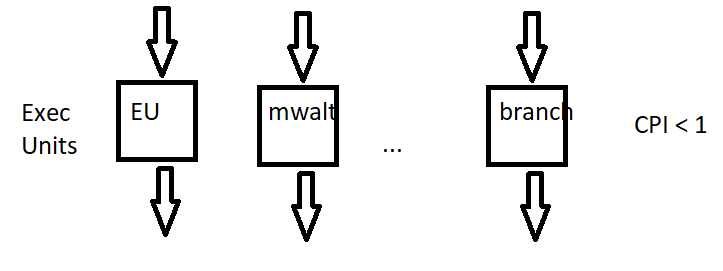 Exec
Units
EU
mwalt
...
branch
CPI < 1